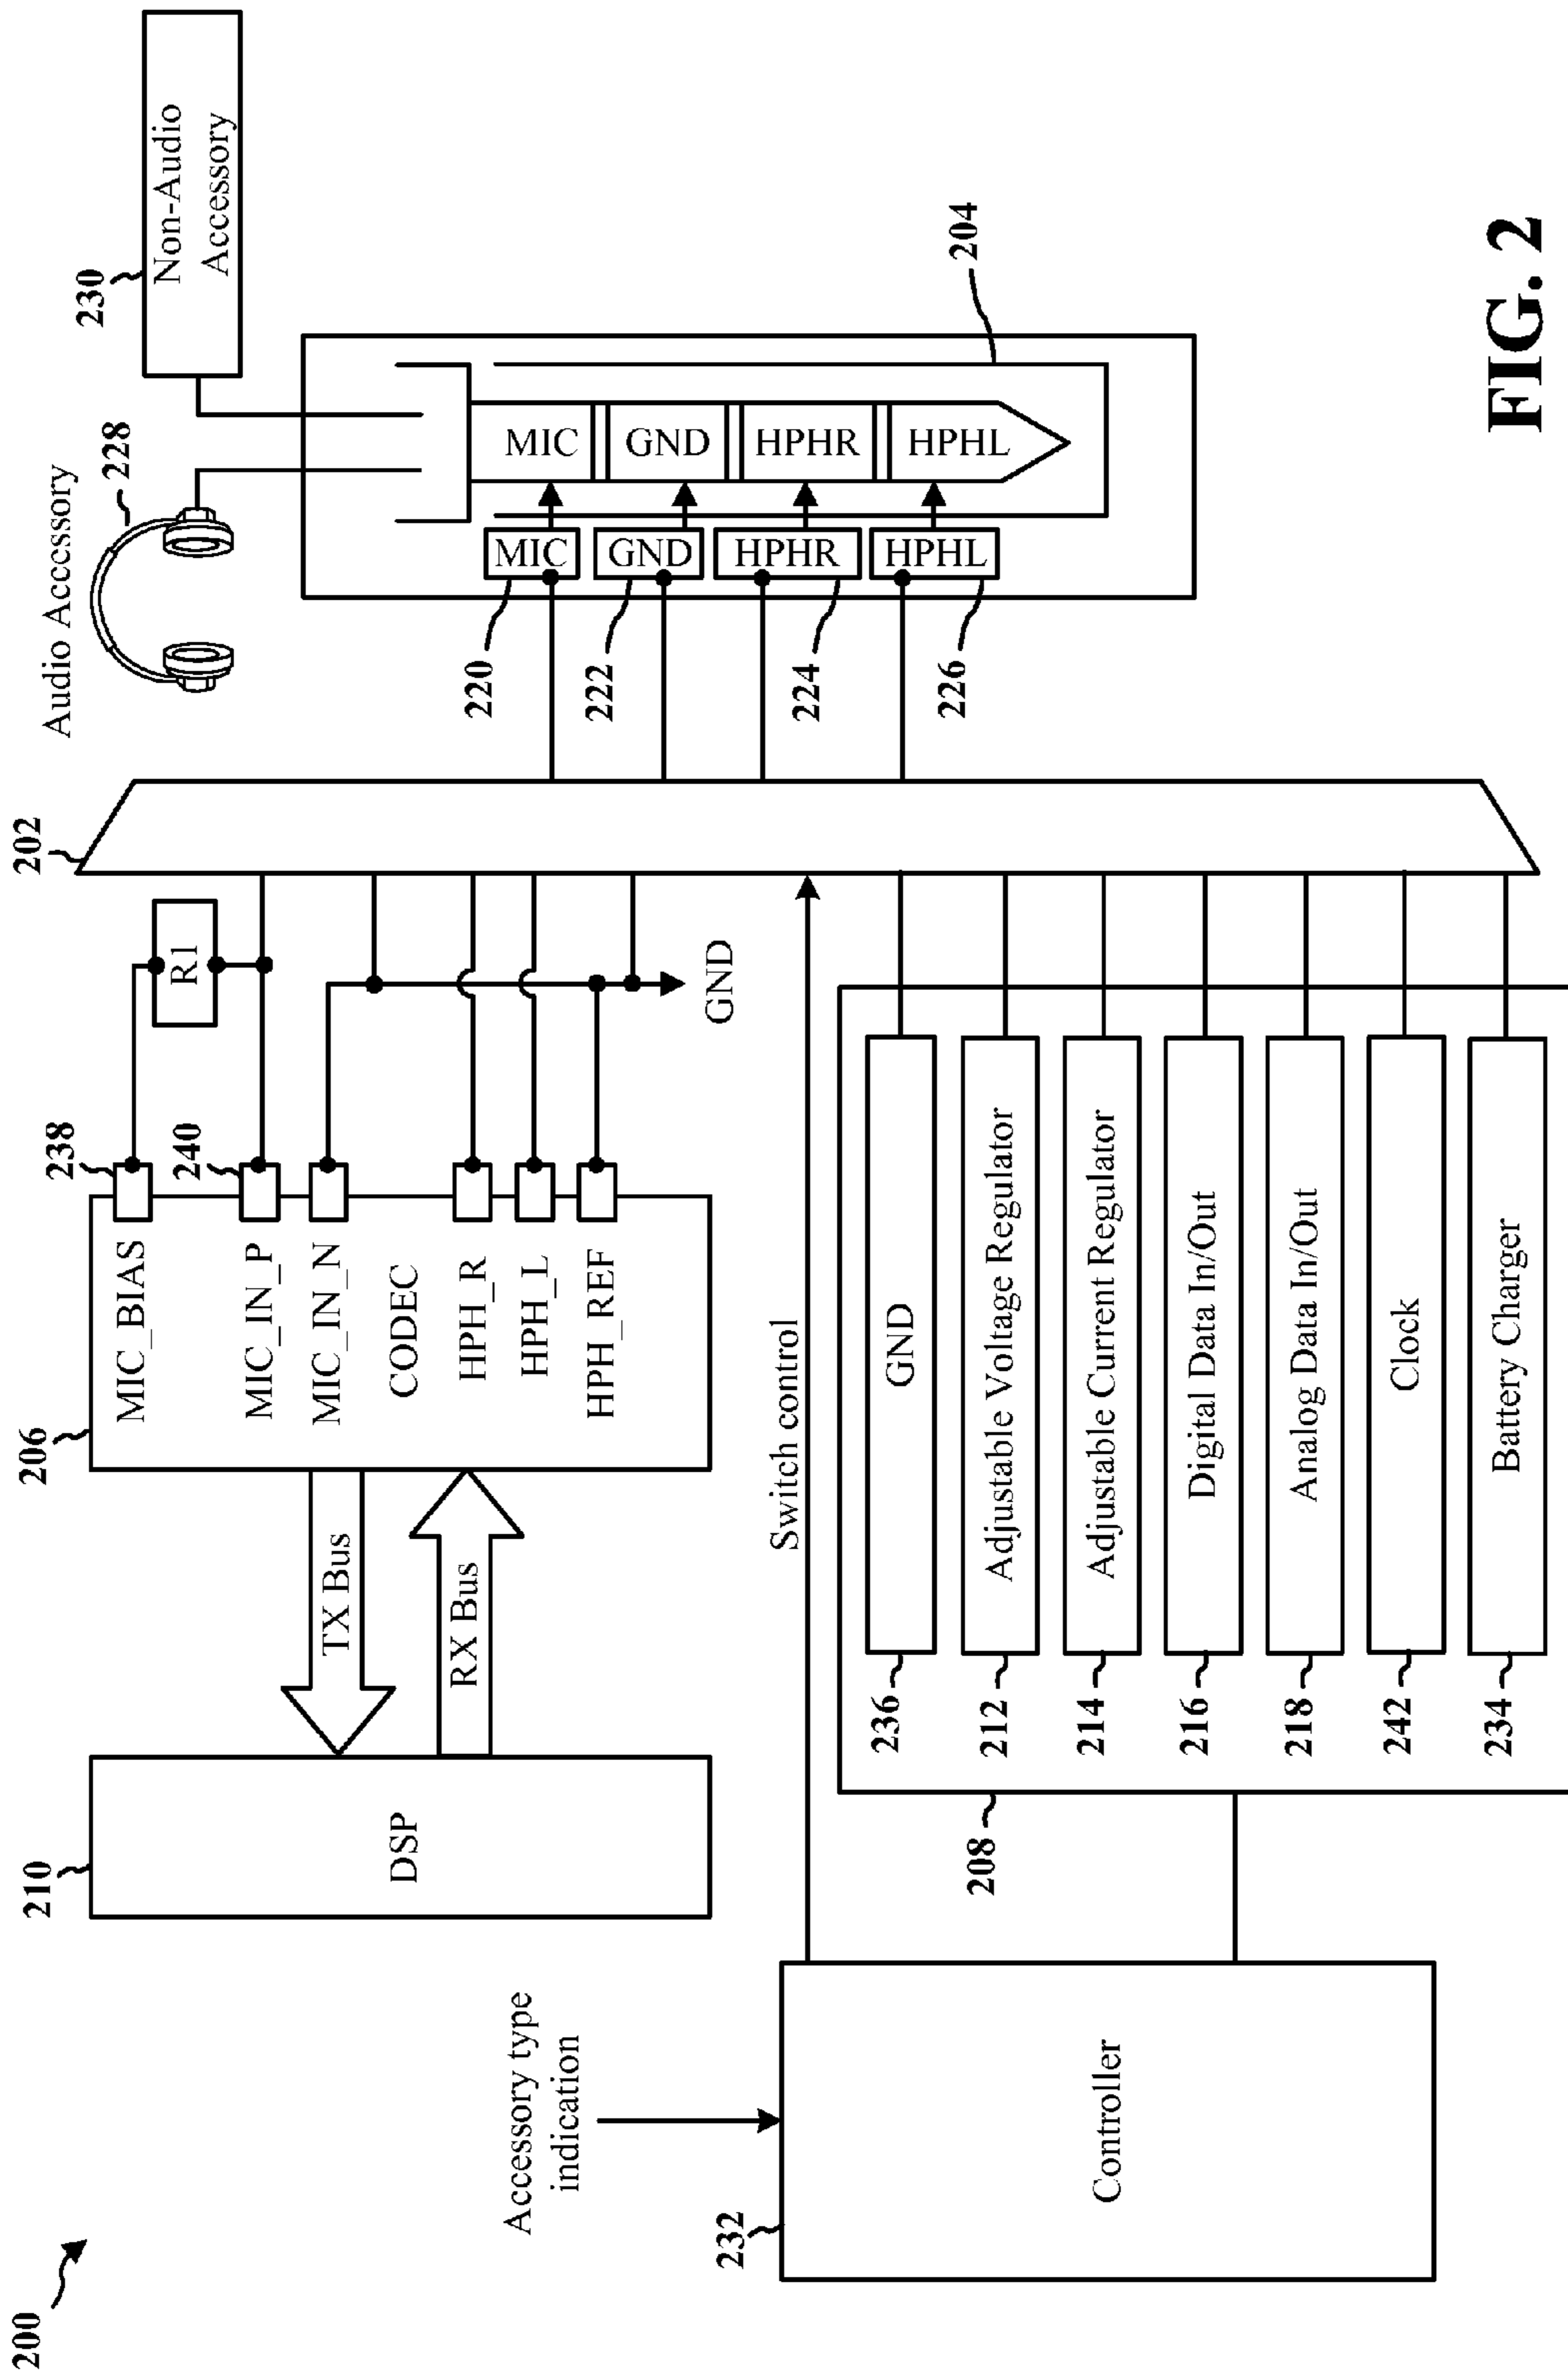 200
210
DSP
TX Bus
RX Bus
206
MIC_BIAS
MIC_IN_P
MIC_IN_N
CODEC
HPH_R
HPH_L
HPH_REF
238
240
R1
GND
202
Audio Accessory
228
230
Non-Audio
Accessory
220
222
224
226
MIC
GND
HPHR
HPHL
MIC
GND
HPHR
HPHL
204
Accessory type
indication
232
Controller
Switch control
208
236
GND
212
Adjustable Voltage Regulator
214
Adjustable Current Regulator
216
Digital Data In/Out
218
Analog Data In/Out
242
Clock
234
Battery Charger
FIG. 2